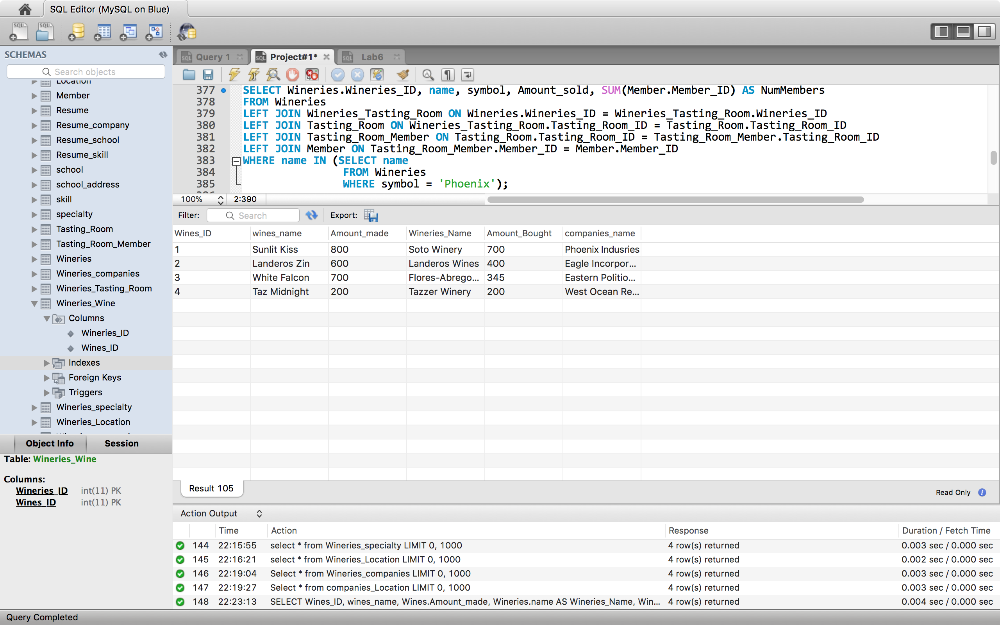 SQL Editor (MySQL on Blue)
SQL SQL
SCHEMAS
Search objects
Location
Member
Resume
Resume_company
Resume_school
Resume_skill
school
school_address
skill
specialty
Tasting_Room
Tasting_Room_Member
Wineries
Wineries_companies
Wineries_Tasting_Room
Wineries_Wine
Columns
Wineries_ID
Wines_ID
Indexes
Foreign Keys
Triggers
Wineries_specialty
Wineries_Location
Object Info Session
Table: Wineries_Wine
Columns:
Wineries_ID int(11) PK
Wines_ID int(11) PK
SQL Query 1 SQL Project#1* SQL Lab6
377 SELECT Wineries.Wineries_ID, name, symbol, Amount_sold, SUM(Member.Member_ID) AS NumMembers
378 FROM Wineries
379 LEFT JOIN Wineries_Tasting_Room ON Wineries.Wineries_ID = Wineries_Tasting_Room.Wineries_ID
380 LEFT JOIN Tasting_Room ON Wineries_Tasting_Room.Tasting_Room_ID = Tasting_Room.Tasting_Room_ID
381 LEFT JOIN Tasting_Room_Member ON Tasting_Room.Tasting_Room_ID = Tasting_Room_Member.Tasting_Room_ID
382 LEFT JOIN Member ON Tasting_Room_Member.Member_ID = Member.Member_ID
383 WHERE name IN (SELECT name
384 FROM Wineries
385 WHERE symbol = 'Phoenix');
100% 2:390
Filter: Search Export:
Wines_ID wines_name Amount_made Wineries_Name Amount_Bought companies_name
1 Sunlit Kiss 800 Soto Winery 700 Phoenix Indusries
2 Landeros Zin 600 Landeros Wines 400 Eagle Incorpor...
3 White Falcon 700 Flores-Abrego... 345 Eastern Politio...
4 Taz Midnight 200 Tazzer Winery 200 West Ocean Re...
Result 105
Read Only
Action Output
Time Action Response Duration / Fetch Time
144 22:15:55 select * from Wineries_specialty LIMIT 0, 1000 4 row(s) returned 0.003 sec / 0.000 sec
145 22:16:21 select * from Wineries_Location LIMIT 0, 1000 4 row(s) returned 0.002 sec / 0.000 sec
146 22:19:04 Select * from Wineries_companies LIMIT 0, 1000 4 row(s) returned 0.003 sec / 0.000 sec
147 22:19:27 Select * from companies_Location LIMIT 0, 1000 4 row(s) returned 0.003 sec / 0.000 sec
148 22:23:13 SELECT Wines_ID, wines_name, Wines.Amount_made, Wineries.name AS Wineries_Name, Win... 4 row(s) returned 0.004 sec / 0.000 sec
Query Completed